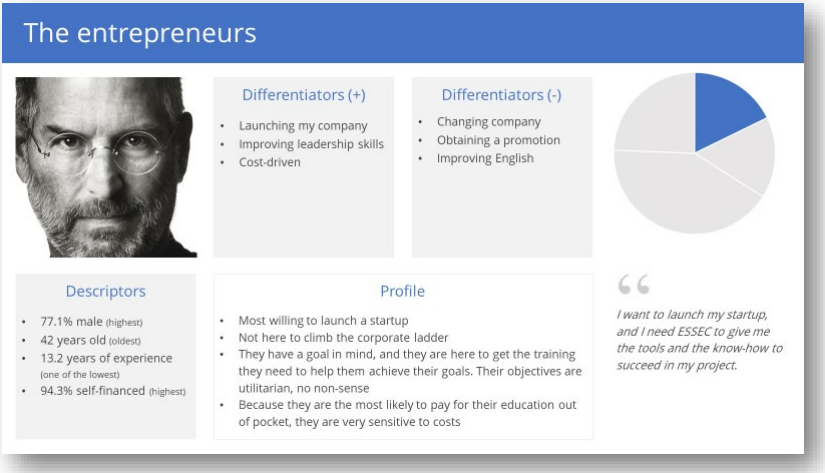 The entrepreneurs
Differentiators (+)
• Launching my company
• Improving leadership skills
• Cost-driven
Differentiators (-)
• Changing company
• Obtaining a promotion
• Improving English
Descriptors
• 77.1% male (highest)
• 42 years old (oldest)
• 13.2 years of experience
(one of the lowest)
• 94.3% self-financed (highest)
Profile
• Most willing to launch a startup
• Not here to climb the corporate ladder
• They have a goal in mind, and they are here to get the training
they need to help them achieve their goals. Their objectives are
utilitarian, no non-sense
• Because they are the most likely to pay for their education out
of pocket, they are very sensitive to costs
“
I want to launch my startup,
and I need ESSEC to give me
the tools and the know-how to
succeed in my project.